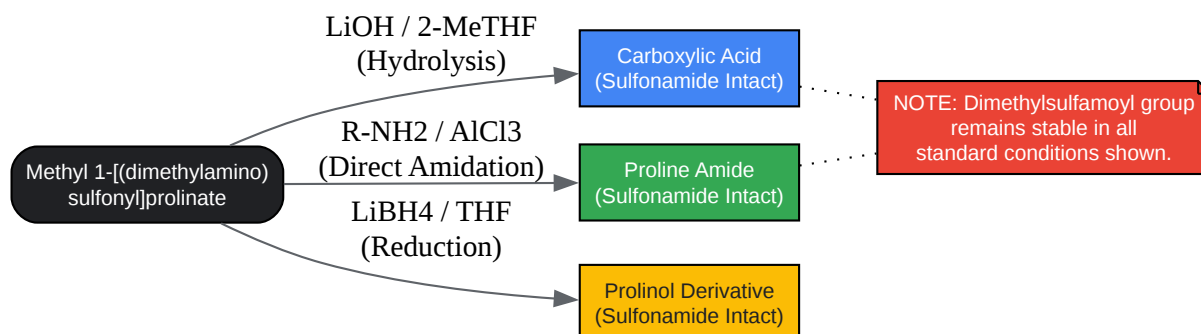 LiOH / 2-MeTHF
(Hydrolysis)
Carboxylic Acid
(Sulfonamide Intact)
NOTE: Dimethylsulfamoyl group
remains stable in all
standard conditions shown.
R-NH2 / AlCl3
(Direct Amidation)
Methyl 1-[(dimethylamino)
sulfonyl]prolinate
Proline Amide
(Sulfonamide Intact)
LiBH4 / THF
(Reduction)
Prolinol Derivative
(Sulfonamide Intact)